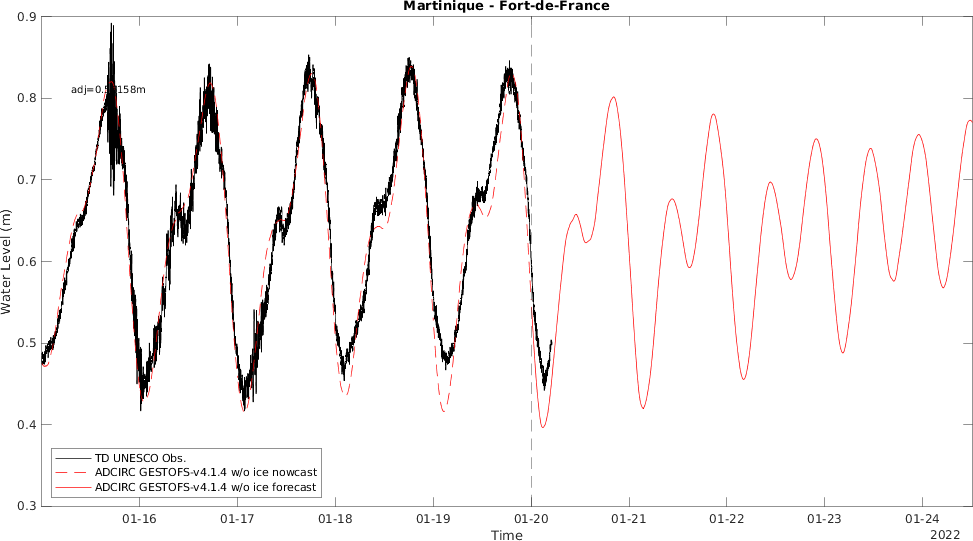 Martinique - Fort-de-France
0.9
0.8
0.7
0.6
0.5
0.4
0.3
Water Level (m)
TD UNESCO Obs.
ADCIRC GESTOFS-v4.1.4 w/o ice nowcast
ADCIRC GESTOFS-v4.1.4 w/o ice forecast
01-16
01-17
01-18
01-19
01-20
01-21
01-22
01-23
01-24
Time
2022